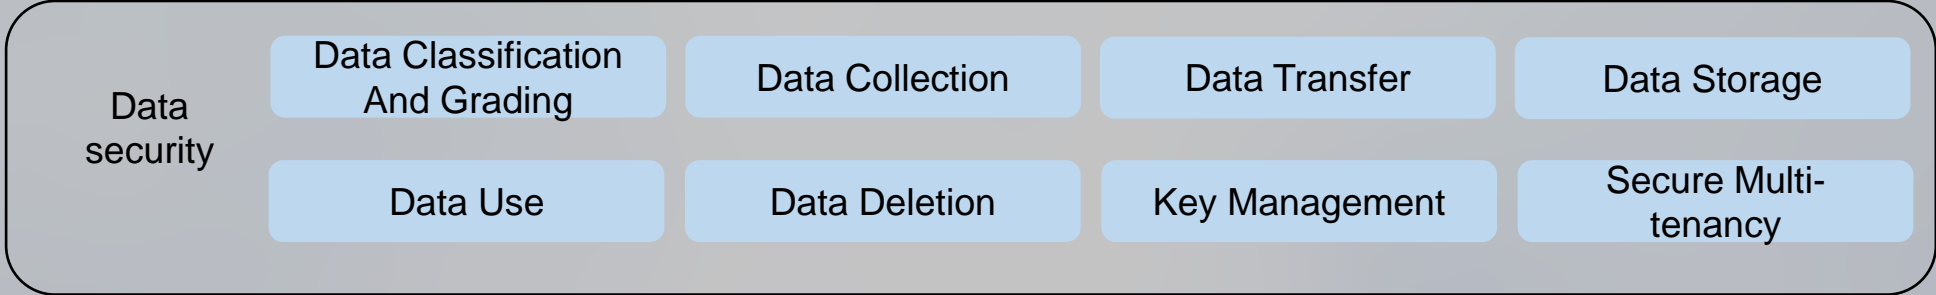 Data
security
Data Classification
And Grading
Data Collection
Data Transfer
Data Storage
Data Use
Data Deletion
Key Management
Secure Multi-
tenancy